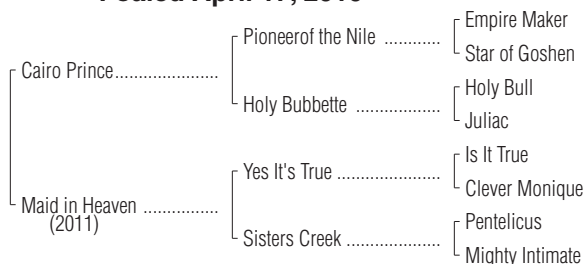 Foaled April
Empire Maker
Pioneerof the Nile ............
Star of Goshen
Cairo Prince.....................
Holy Bull
Holy Bubbette ................
Juliac
Is It True
Yes It's True ...................
Clever Monique
Maid in Heaven ...............
(2011)
Pentelicus
Sisters Creek..................
Mighty Intimate